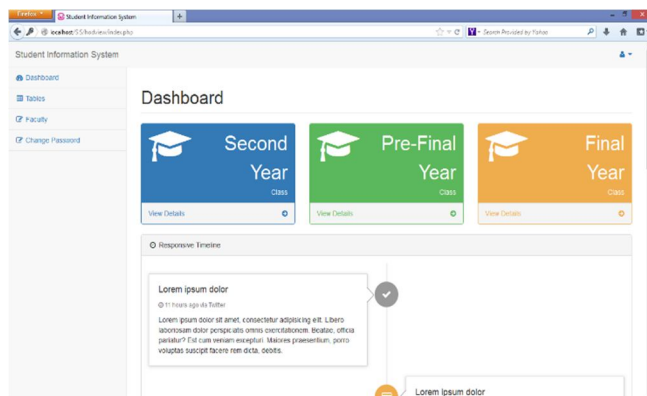 Firefox
Student Information System
localhost/SIS/hod/view/index.php
Search Provided by Yahoo
Student Information System
Dashboard
Tables
Faculty
Change Password
Dashboard
Second
Year
Class
View Details
Pre-Final
Year
Class
View Details
Final
Year
Class
View Details
Responsive Timeline
Lorem ipsum dolor
11 hours ago via Twitter
Lorem ipsum dolor sit amet, consectetur adipisicing elit. Libero
laboriosam dolor perspiciatis omnis exercitationem. Beatae, officia
pariatur? Est cum veniam excepturi. Maiores praesentium, porro
voluptas suscipit facere rem dicta, debitis.
Lorem ipsum dolor